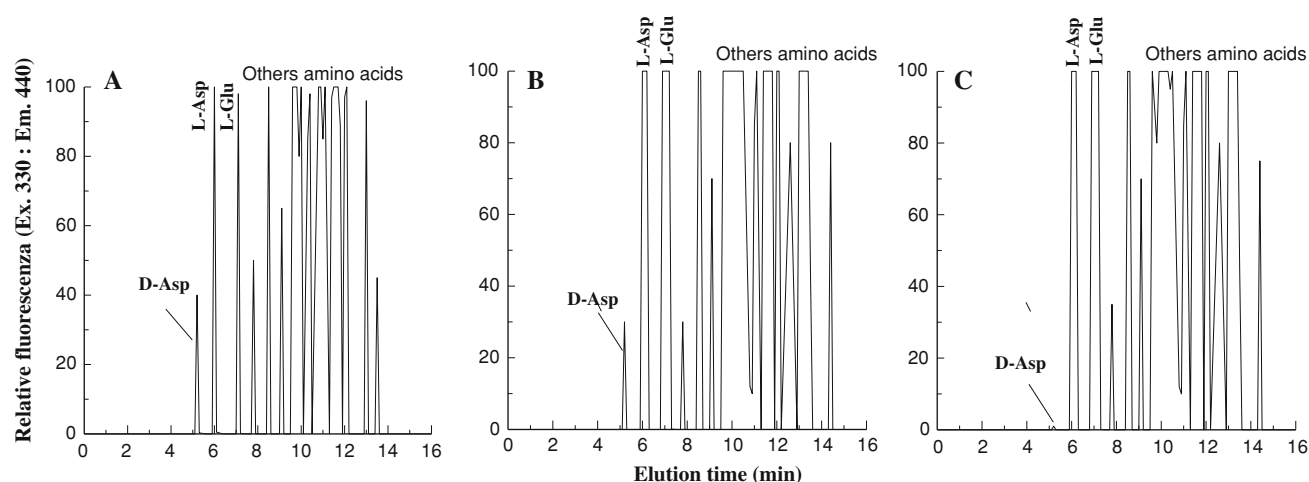 Relative fluorescenza (Ex. 330 : Em. 440)
A
L-Asp
L-Glu
Others amino acids
D-Asp
100
80
60
40
20
0
0 2 4 6 8 10 12 14 16
B
L-Asp
L-Glu
Others amino acids
D-Asp
100
80
60
40
20
0
0 2 4 6 8 10 12 14 16
Elution time (min)
C
L-Asp
L-Glu
Others amino acids
D-Asp
100
80
60
40
20
0
0 2 4 6 8 10 12 14 16